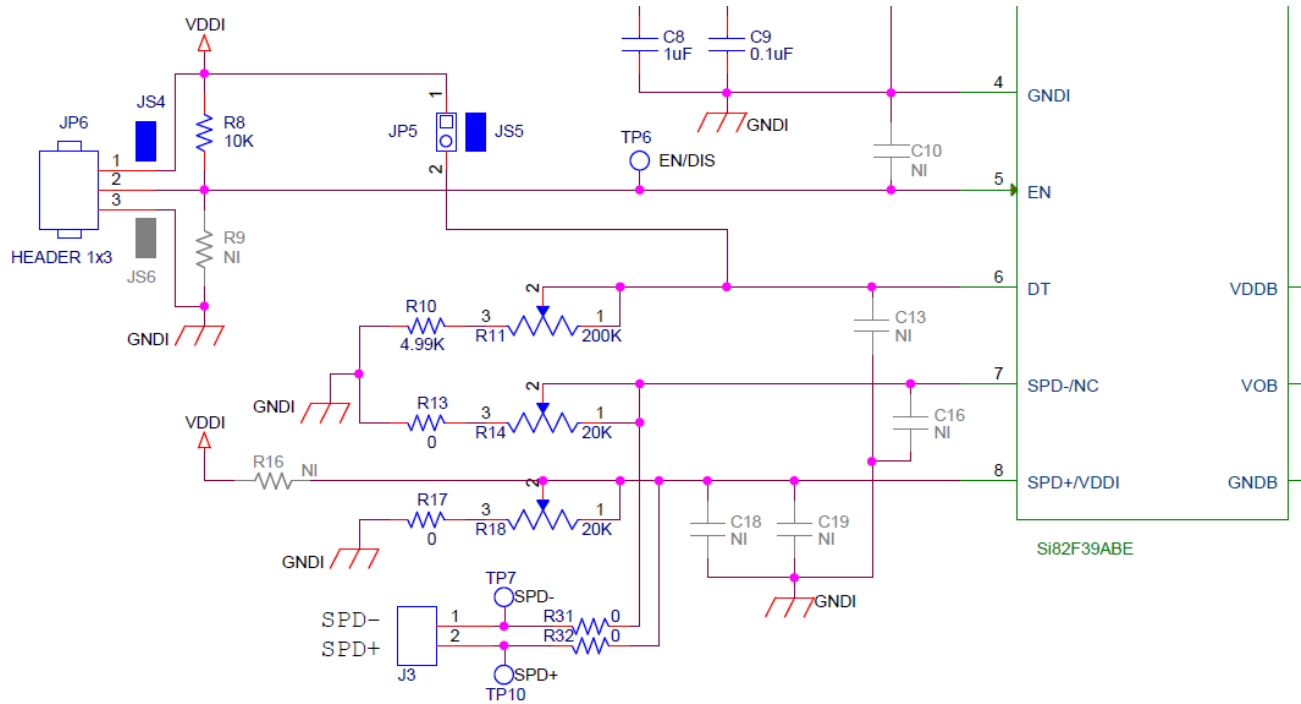 VDDI
C8
1uF
C9
0.1uF
4
GNDI
GNDI
JS4
JP6
R8
10K
1
JP5
JS5
2
TP6
EN/DIS
C10
NI
1
2
3
5
EN
R9
NI
HEADER 1x3
JS6
GNDI
6
DT
VDDB
2
R10
4.99K
3
R11
1
200K
C13
NI
7
SPD-/NC
VOB
2
GNDI
R13
0
3
R14
1
20K
C16
NI
VDDI
R16
NI
8
SPD+/VDDI
GNDB
2
R17
0
3
R18
1
20K
C18
NI
C19
NI
GNDI
Si82F39ABE
GNDI
TP7
SPD-
SPD-
1
R31
0
SPD+
2
R32
0
J3
SPD+
TP10